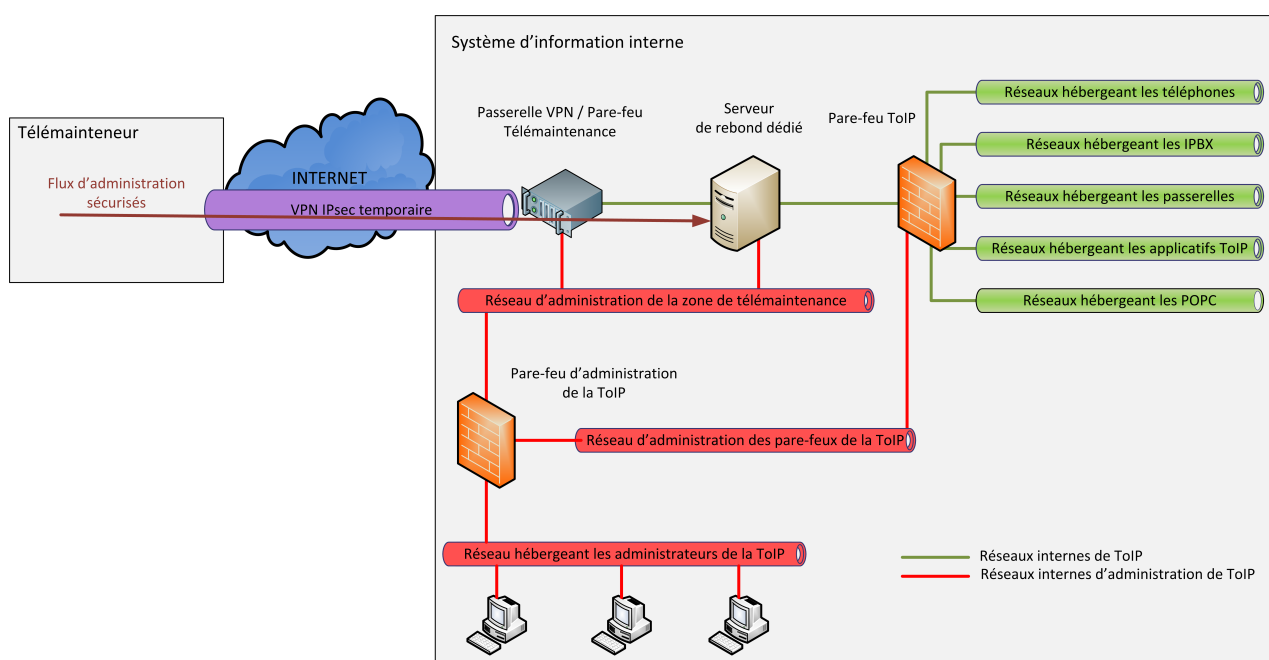 Système d’information interne
Télémainteneur
Flux d’administration
sécurisés
INTERNET
VPN IPsec temporaire
Passerelle VPN / Pare-feu
Télémaintenance
Serveur
de rebond dédié
Pare-feu ToIP
Réseaux hébergeant les téléphones
Réseaux hébergeant les IPBX
Réseaux hébergeant les passerelles
Réseaux hébergeant les applicatifs ToIP
Réseaux hébergeant les POPC
Réseau d’administration de la zone de télémaintenance
Pare-feu d’administration
de la ToIP
Réseau d’administration des pare-feux de la ToIP
Réseau hébergeant les administrateurs de la ToIP
Réseaux internes de ToIP
Réseaux internes d’administration de ToIP